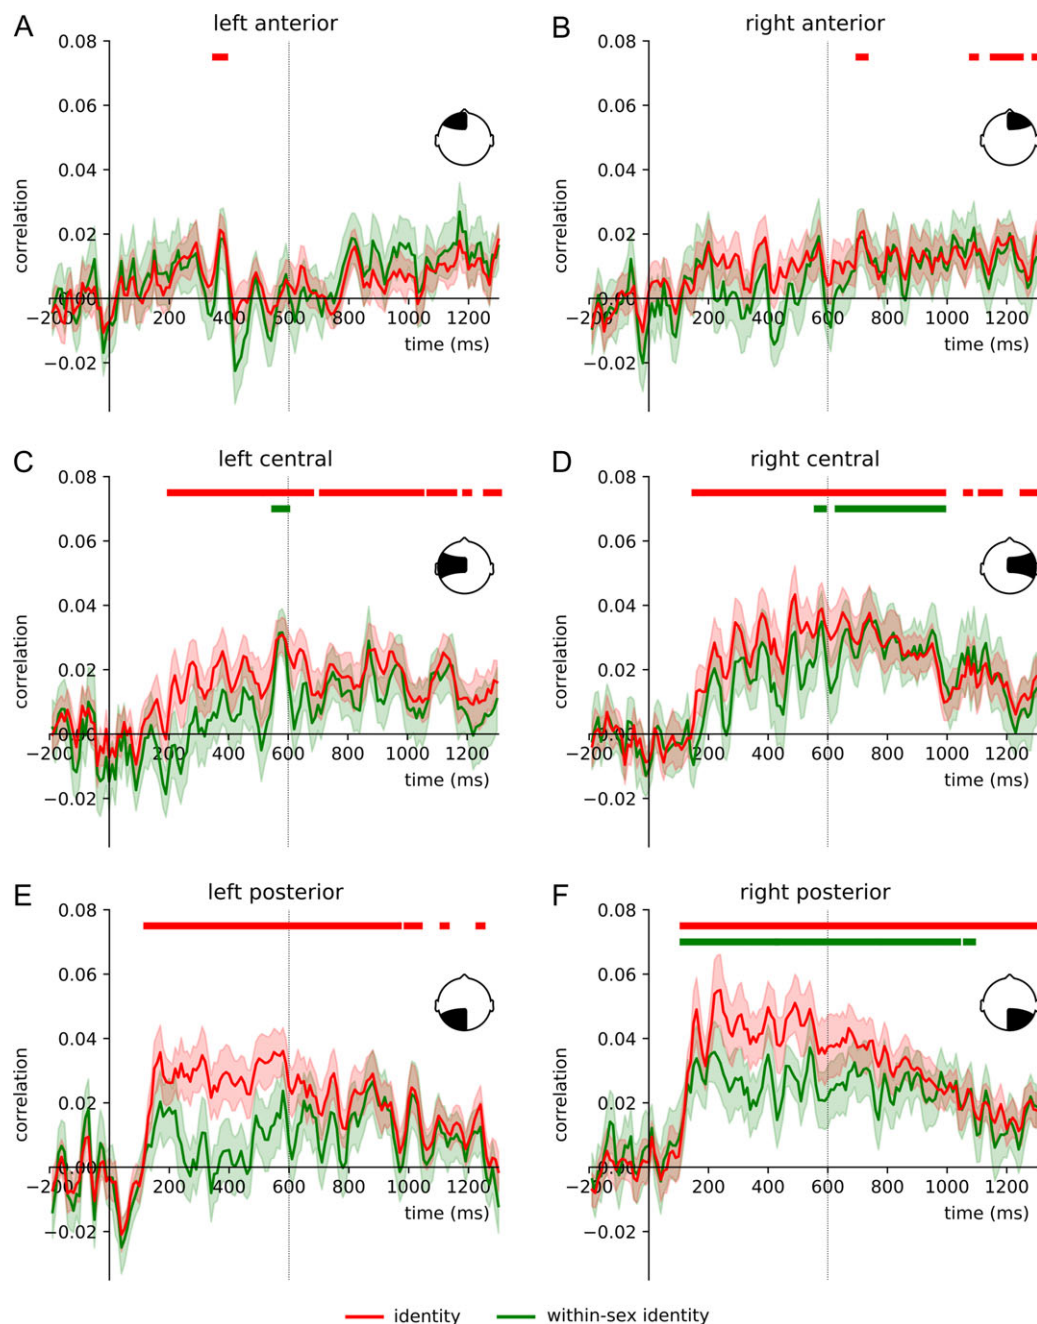 A left anterior
0.08
0.06
0.04
0.02
0.00
−0.02
correlation
−200 200 400 600 800 1000 1200
time (ms)
B right anterior
0.08
0.06
0.04
0.02
0.00
−0.02
correlation
−200 200 400 600 800 1000 1200
time (ms)
C left central
0.08
0.06
0.04
0.02
0.00
−0.02
correlation
−200 200 400 600 800 1000 1200
time (ms)
D right central
0.08
0.06
0.04
0.02
0.00
−0.02
correlation
−200 200 400 600 800 1000 1200
time (ms)
E left posterior
0.08
0.06
0.04
0.02
0.00
−0.02
correlation
−200 200 400 600 800 1000 1200
time (ms)
F right posterior
0.08
0.06
0.04
0.02
0.00
−0.02
correlation
−200 200 400 600 800 1000 1200
time (ms)
identity within-sex identity